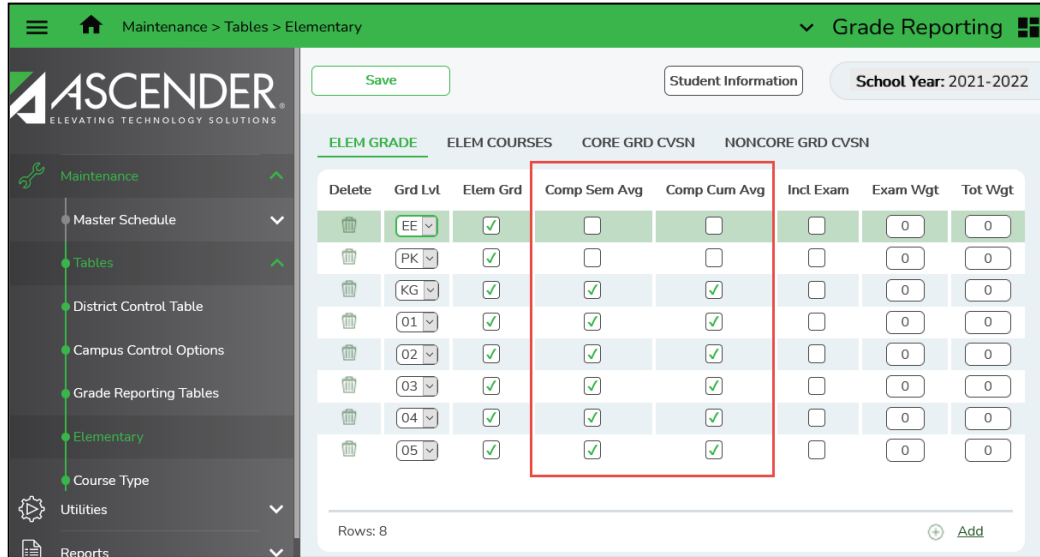 Maintenance > Tables > Elementary
Grade Reporting
ASCENDER®
ELEVATING TECHNOLOGY SOLUTIONS
Maintenance
Master Schedule
Tables
District Control Table
Campus Control Options
Grade Reporting Tables
Elementary
Course Type
Utilities
Reports
Save
Student Information
School Year: 2021-2022
ELEM GRADE ELEM COURSES CORE GRD CVSN NONCORE GRD CVSN
Delete Grd Lvl Elem Grd Comp Sem Avg Comp Cum Avg Incl Exam Exam Wgt Tot Wgt
EE 0 0
PK 0 0
KG 0 0
01 0 0
02 0 0
03 0 0
04 0 0
05 0 0
Rows: 8 Add